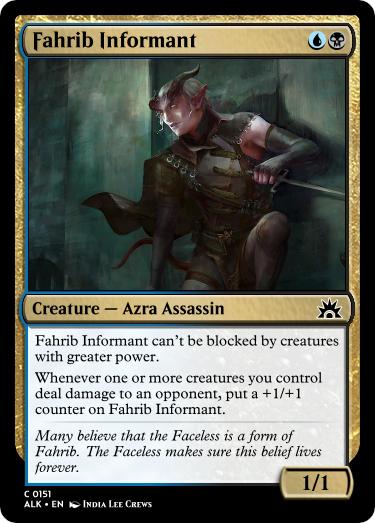 Fahrib Informant
Creature — Azra Assassin
Fahrib Informant can't be blocked by creatures
with greater power.
Whenever one or more creatures you control
deal damage to an opponent, put a +1/+1
counter on Fahrib Informant.
Many believe that the Faceless is a form of
Fahrib. The Faceless makes sure this belief lives
forever.
1/1
C 0151
ALK • EN India Lee Crews